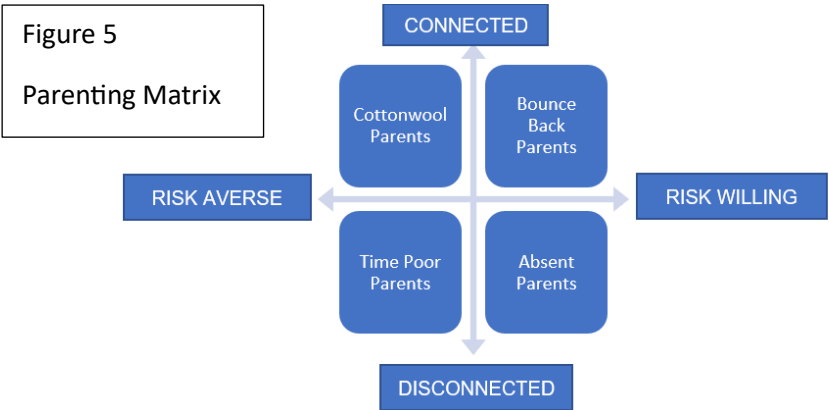 Figure 5
Parenting Matrix
CONNECTED
Cottonwool
Parents
Bounce
Back
Parents
RISK AVERSE
RISK WILLING
Time Poor
Parents
Absent
Parents
DISCONNECTED